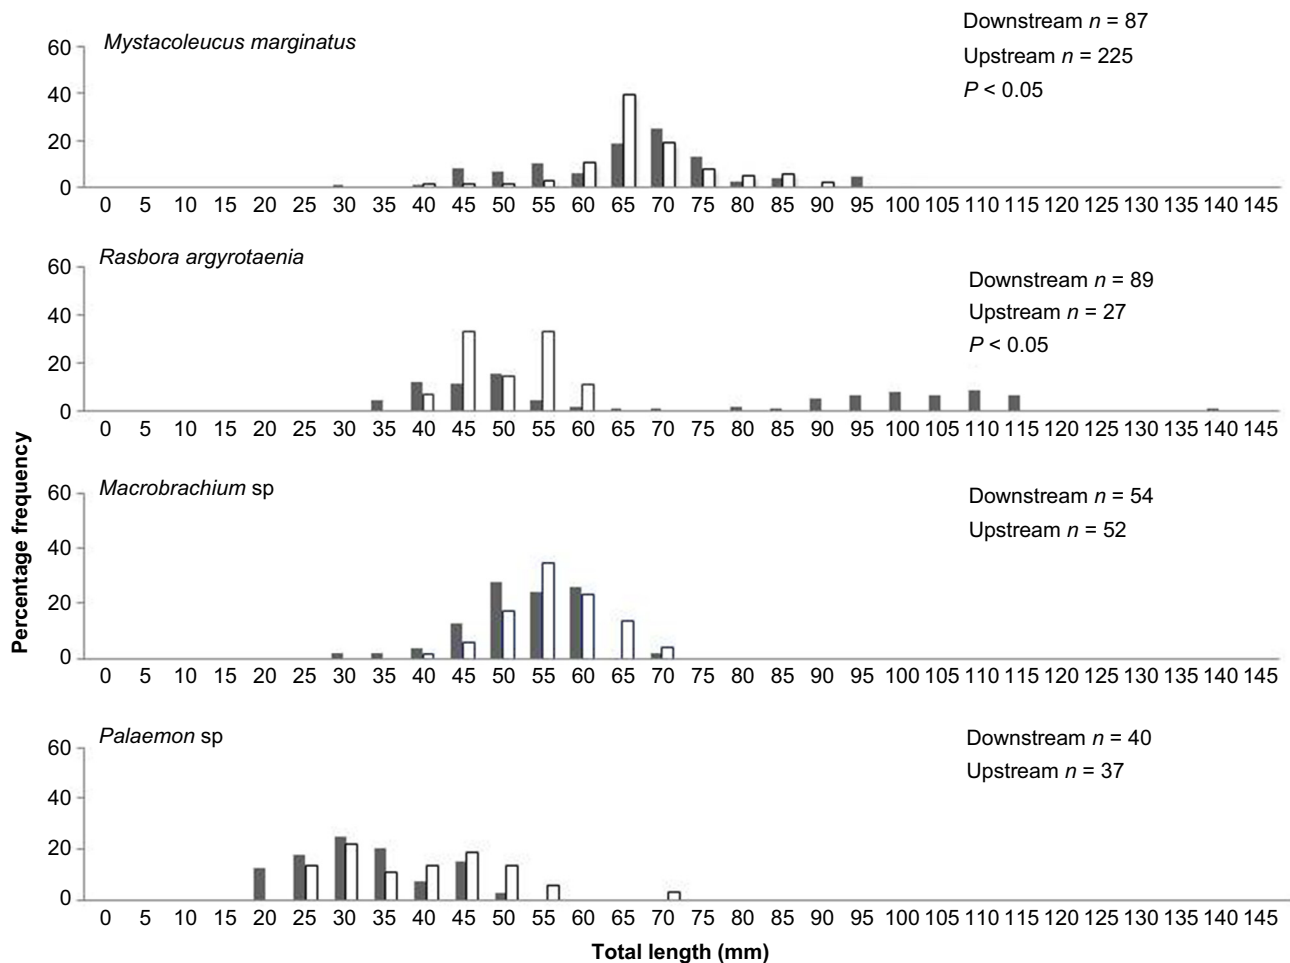 Mystacoleucus marginatus
Downstream n = 87
Upstream n = 225
P < 0.05
60
40
20
0
0 5 10 15 20 25 30 35 40 45 50 55 60 65 70 75 80 85 90 95 100 105 110 115 120 125 130 135 140 145
Rasbora argyrotaenia
Downstream n = 89
Upstream n = 27
P < 0.05
60
40
20
0
0 5 10 15 20 25 30 35 40 45 50 55 60 65 70 75 80 85 90 95 100 105 110 115 120 125 130 135 140 145
Percentage frequency
Macrobrachium sp
Downstream n = 54
Upstream n = 52
60
40
20
0
0 5 10 15 20 25 30 35 40 45 50 55 60 65 70 75 80 85 90 95 100 105 110 115 120 125 130 135 140 145
Palaemon sp
Downstream n = 40
Upstream n = 37
60
40
20
0
0 5 10 15 20 25 30 35 40 45 50 55 60 65 70 75 80 85 90 95 100 105 110 115 120 125 130 135 140 145
Total length (mm)